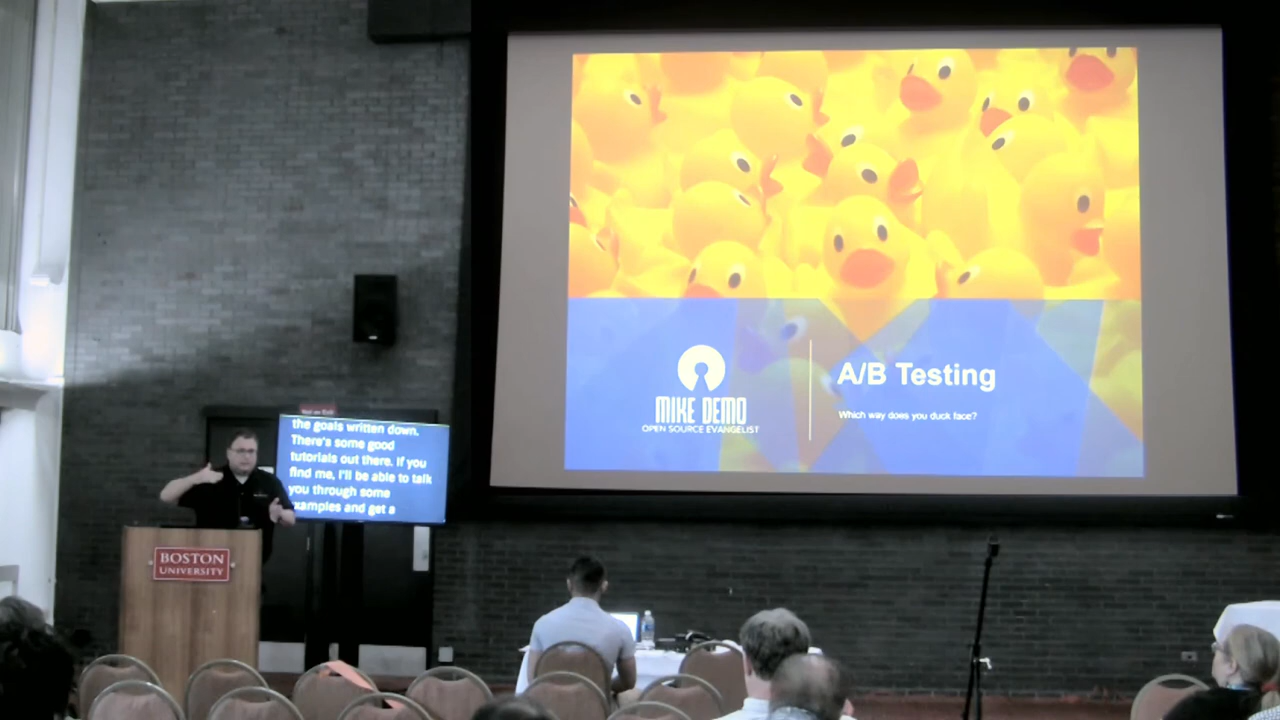 A/B Testing
Which way does you duck face?
MIKE DEMO
OPEN SOURCE EVANGELIST
the goals written down.
There's some good
tutorials out there. If you
find me, I'll be able to talk
you through some
examples and get a
BOSTON
UNIVERSITY